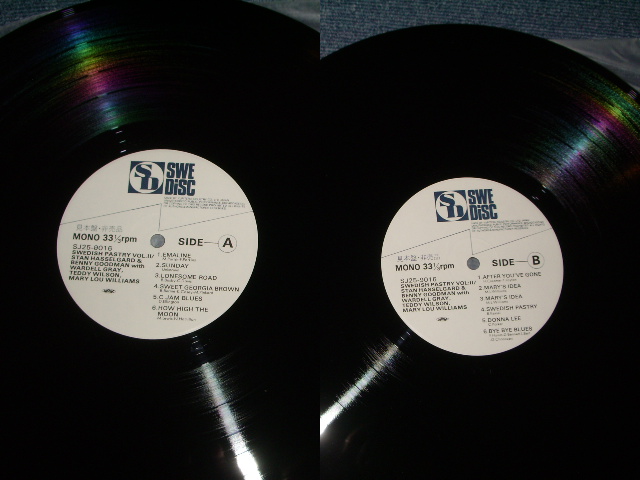 SD
SWE
DISC
見本盤・非売品
MONO 33⅓rpm
SIDE
A
SJ25-9016
SWEDISH PASTRY VOL.II/
STAN HASSELGARD &
BENNY GOODMAN with
WARDELL GRAY,
TEDDY WILSON,
MARY LOU WILLIAMS
1.EMALINE
2.SUNDAY
3.LONESOME ROAD
4.SWEET GEORGIA BROWN
5.C JAM BLUES
6.HOW HIGH THE
MOON
SD
SWE
DISC
見本盤・非売品
MONO 33⅓rpm
SIDE
B
SJ25-9016
SWEDISH PASTRY VOL.II/
STAN HASSELGARD &
BENNY GOODMAN with
WARDELL GRAY,
TEDDY WILSON,
MARY LOU WILLIAMS
1.AFTER YOU'VE GONE
2.MARY'S IDEA
3.MARY'S IDEA
4.SWEDISH PASTRY
5.DONNA LEE
6.BYE BYE BLUES